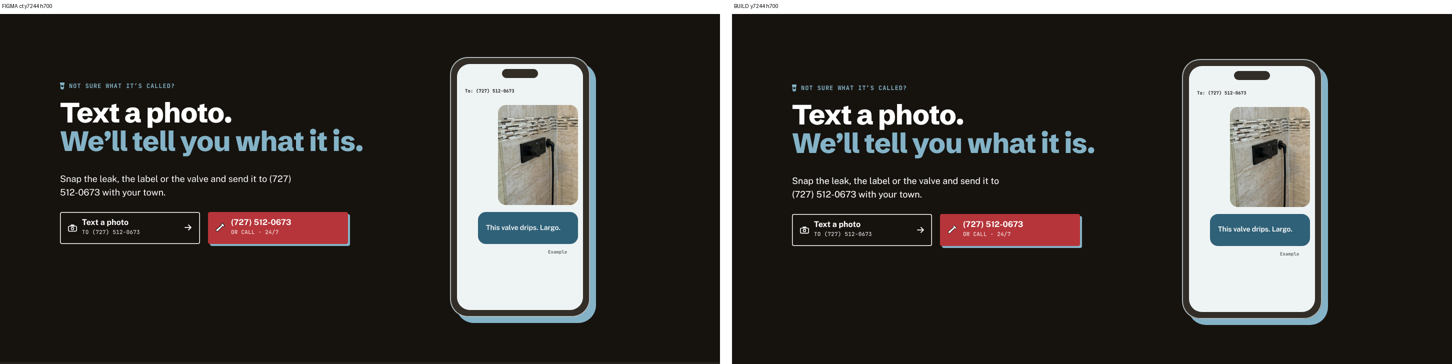 FIGMA ct-y7244 h700
NOT SURE WHAT IT'S CALLED?
Text a photo.
We'll tell you what it is.
Snap the leak, the label or the valve and send it to (727)
512-0673 with your town.
Text a photo
TO (727) 512-0673
(727) 512-0673
OR CALL · 24/7
To: (727) 512-0673
This valve drips. Largo.
Example
BUILD y7244 h700
NOT SURE WHAT IT'S CALLED?
Text a photo.
We'll tell you what it is.
Snap the leak, the label or the valve and send it to
(727) 512-0673 with your town.
Text a photo
TO (727) 512-0673
(727) 512-0673
OR CALL · 24/7
To: (727) 512-0673
This valve drips. Largo.
Example